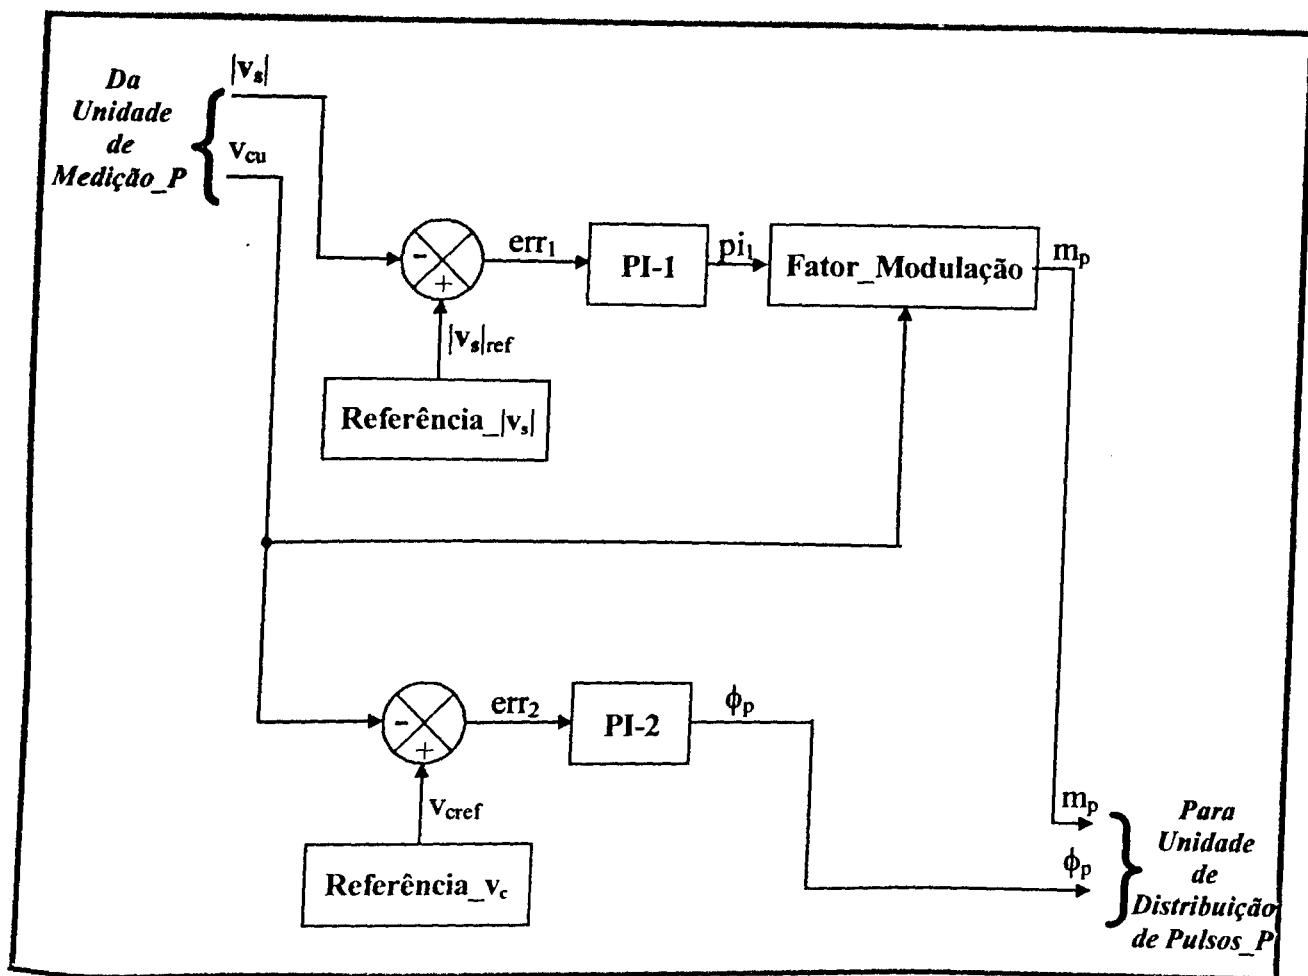 Da
Unidade
de
Medição_P
|vs|
vcu
-
+
err1
PI-1
pi1
Fator_Modulação
mp
|vs|ref
Referência_|vs|
-
+
err2
PI-2
ϕp
vcref
Referência_vc
mp
ϕp
Para
Unidade
de
Distribuição
de Pulsos_P